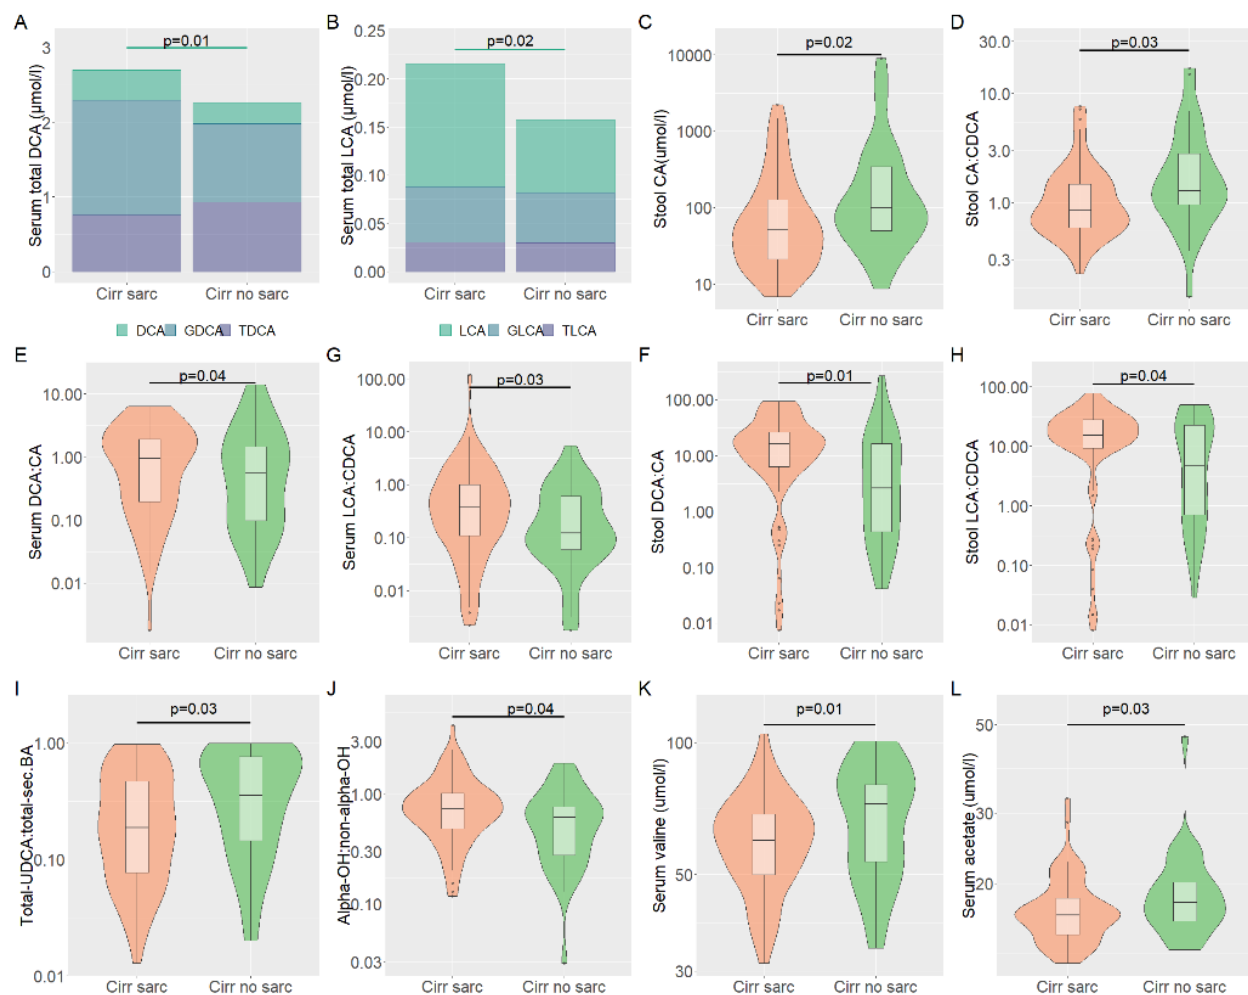 A
Serum total DCA (µmol/l)
3
2
1
0
p=0.01
Cirr sarc Cirr no sarc
DCA GDCA TDCA
B
Serum total LCA (µmol/l)
0.25
0.20
0.15
0.10
0.05
0.00
p=0.02
Cirr sarc Cirr no sarc
LCA GLCA TLCA
C
Stool CA(umol/l)
10000
1000
100
10
p=0.02
Cirr sarc Cirr no sarc
D
Stool CA:CDCA
30.0
10.0
3.0
1.0
0.3
p=0.03
Cirr sarc Cirr no sarc
E
Serum DCA:CA
10.00
1.00
0.10
0.01
p=0.04
Cirr sarc Cirr no sarc
G
Serum LCA:CDCA
100.00
10.00
1.00
0.10
0.01
p=0.03
Cirr sarc Cirr no sarc
F
Stool DCA:CA
100.00
10.00
1.00
0.10
0.01
p=0.01
Cirr sarc Cirr no sarc
H
Stool LCA:CDCA
100.00
10.00
1.00
0.10
0.01
p=0.04
Cirr sarc Cirr no sarc
I
Total-UDCA:total-sec.BA
1.00
0.10
0.01
p=0.03
Cirr sarc Cirr no sarc
J
Alpha-OH:non-alpha-OH
3.00
1.00
0.30
0.10
0.03
p=0.04
Cirr sarc Cirr no sarc
K
Serum valine (umol/l)
100
50
30
p=0.01
Cirr sarc Cirr no sarc
L
Serum acetate (umol/l)
50
30
20
p=0.03
Cirr sarc Cirr no sarc